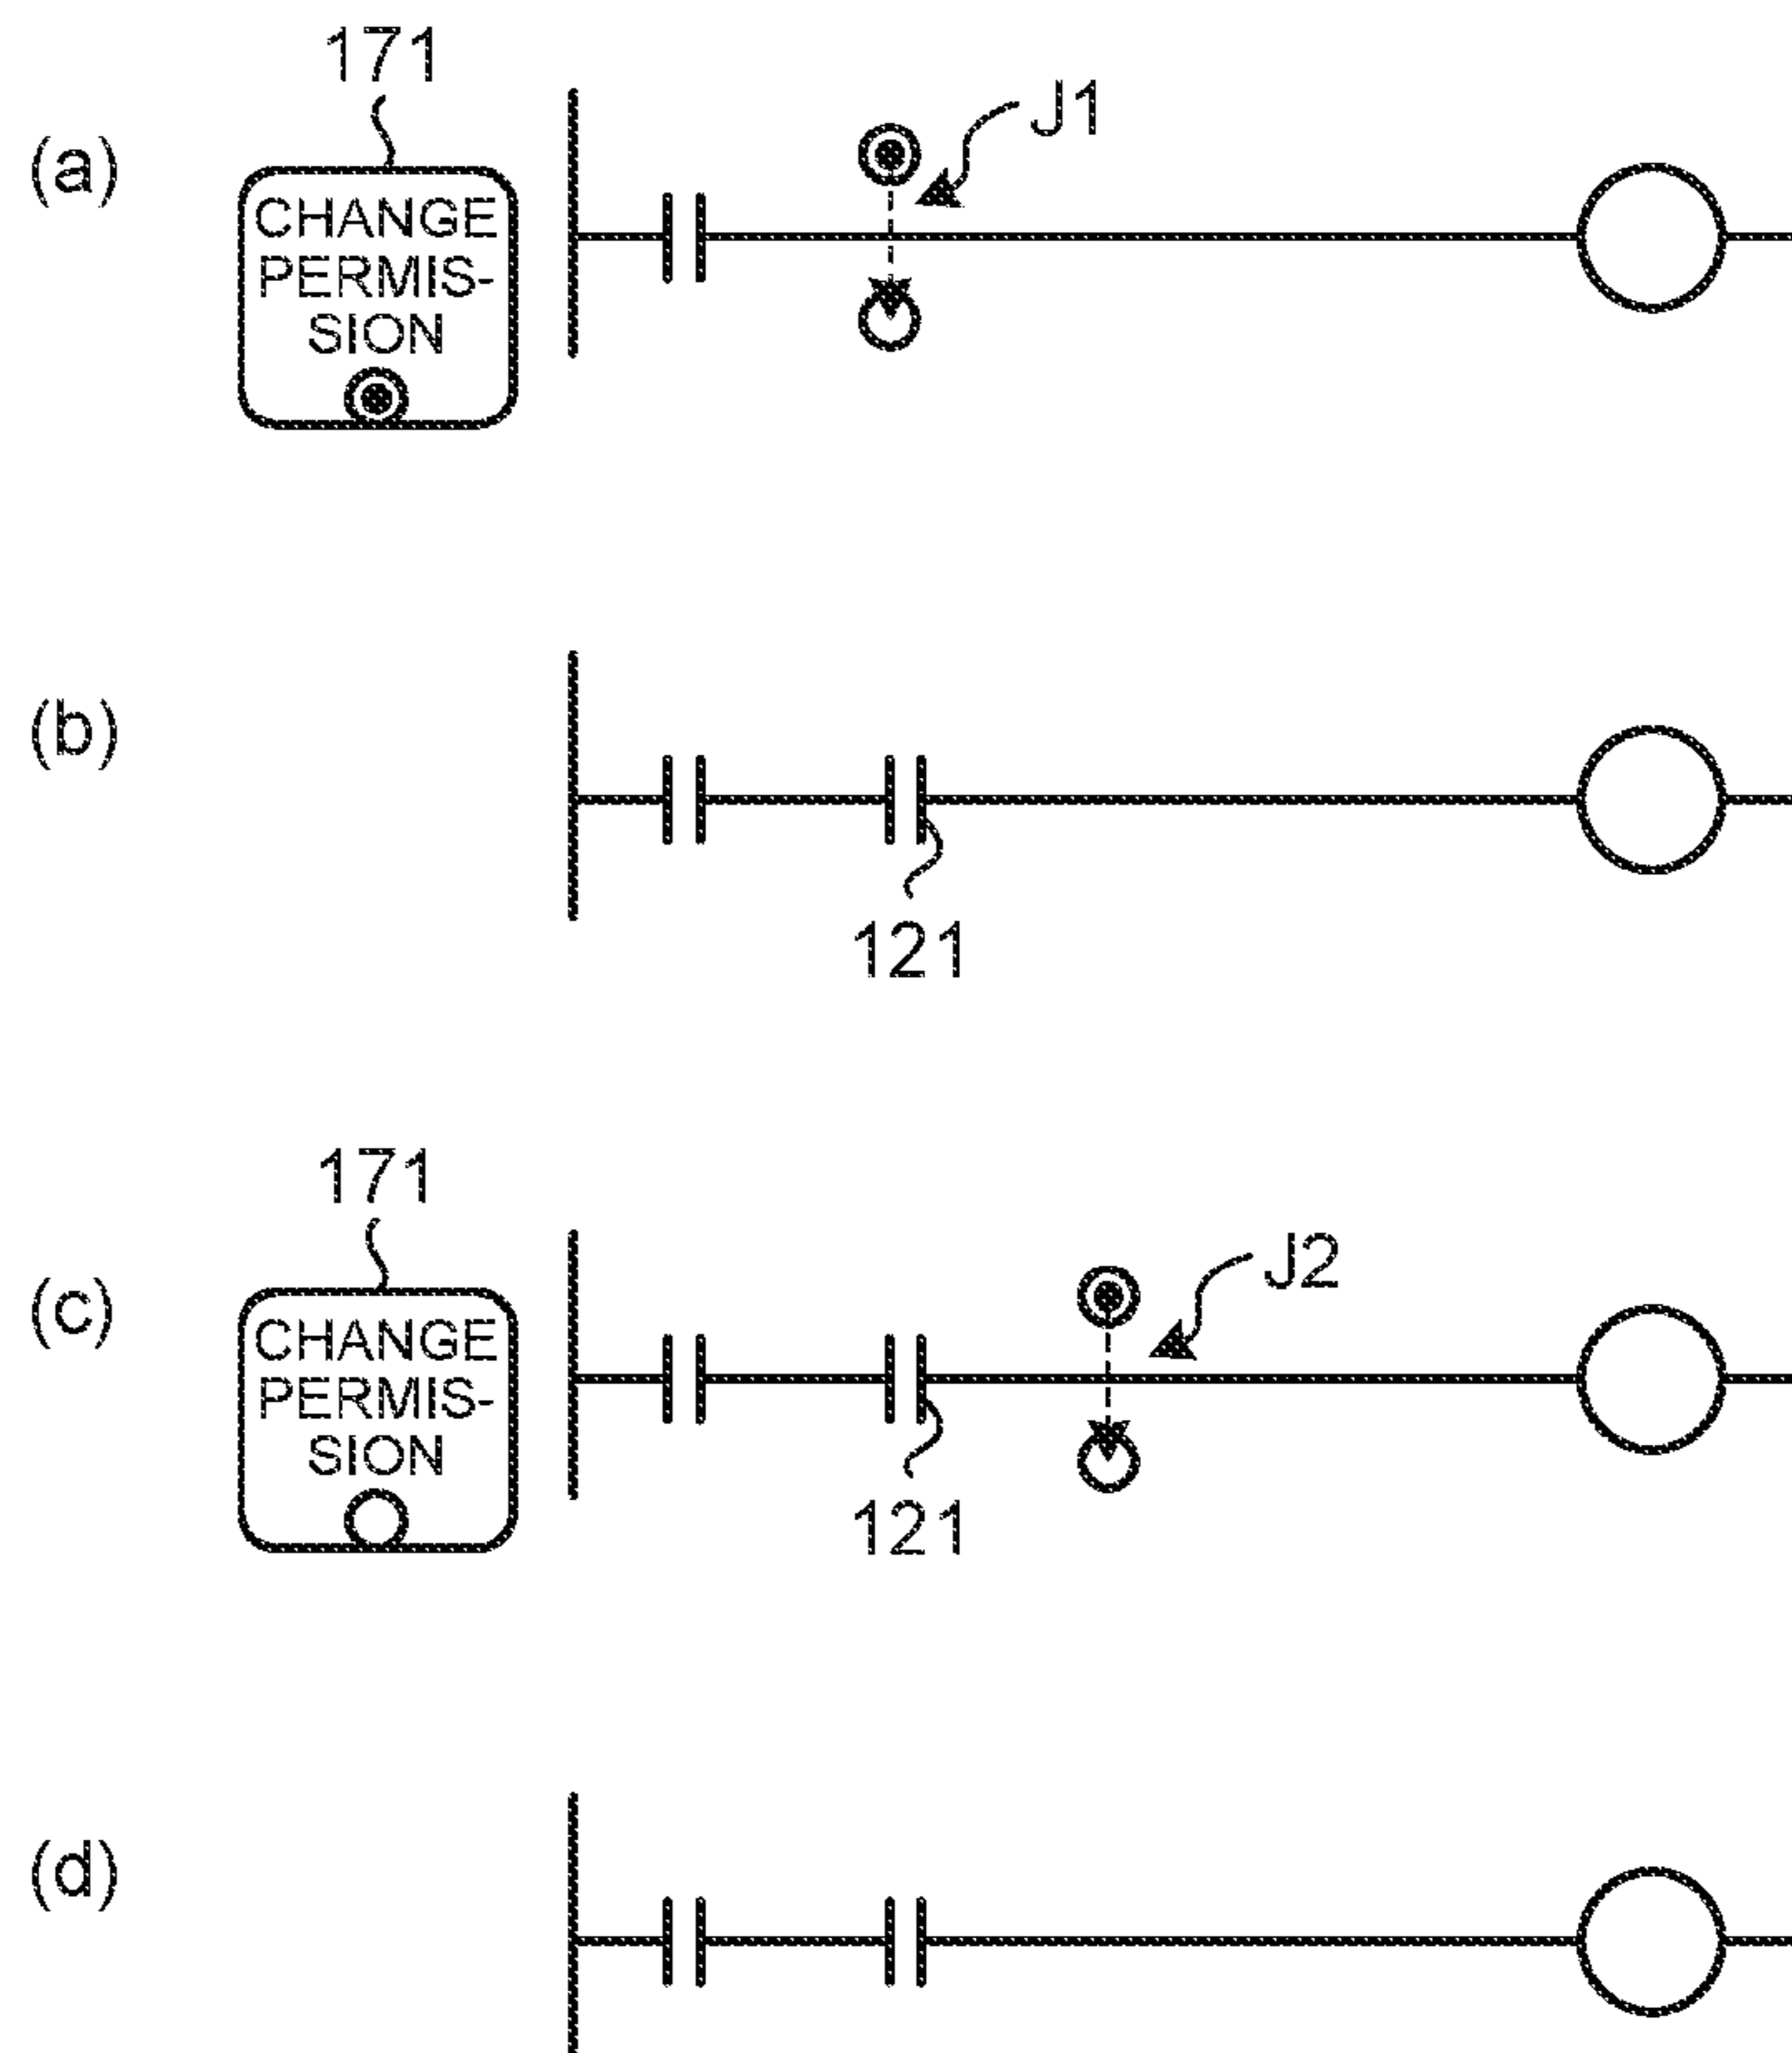 171
J1
(a)
CHANGE
PERMIS-
SION
(b)
121
171
J2
(c)
CHANGE
PERMIS-
SION
121
(d)